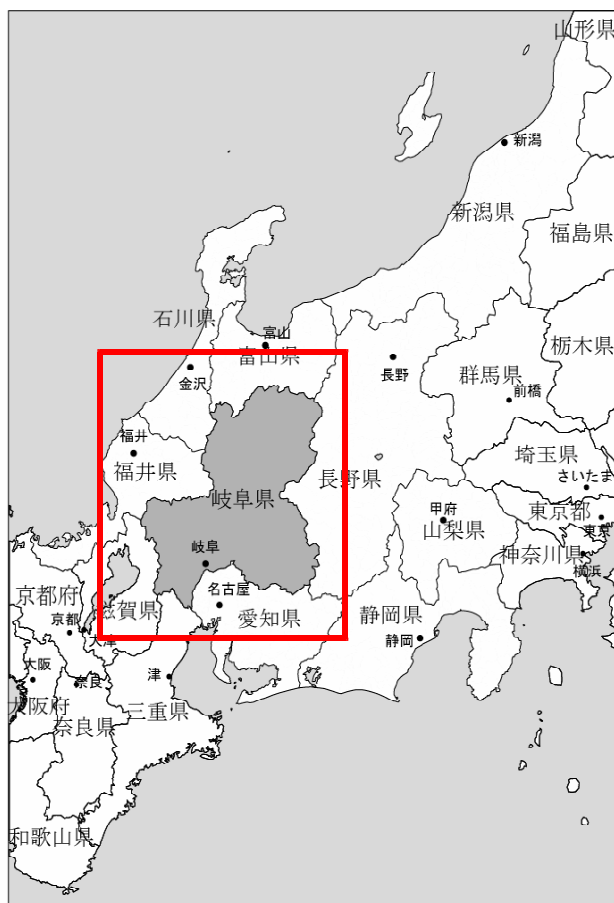 山形県
新潟
新潟県
福島県
石川県
富山
富山県
栃木県
長野
群馬県
前橋
金沢
福井
福井県
埼玉県
さいたま
長野県
岐阜県
甲府
山梨県
東京都
東京
岐阜
神奈川県
横浜
京都府
滋賀県
名古屋
愛知県
静岡県
京都
大津
静岡
大阪
奈良
津
大阪府
奈良県
三重県
和歌山県